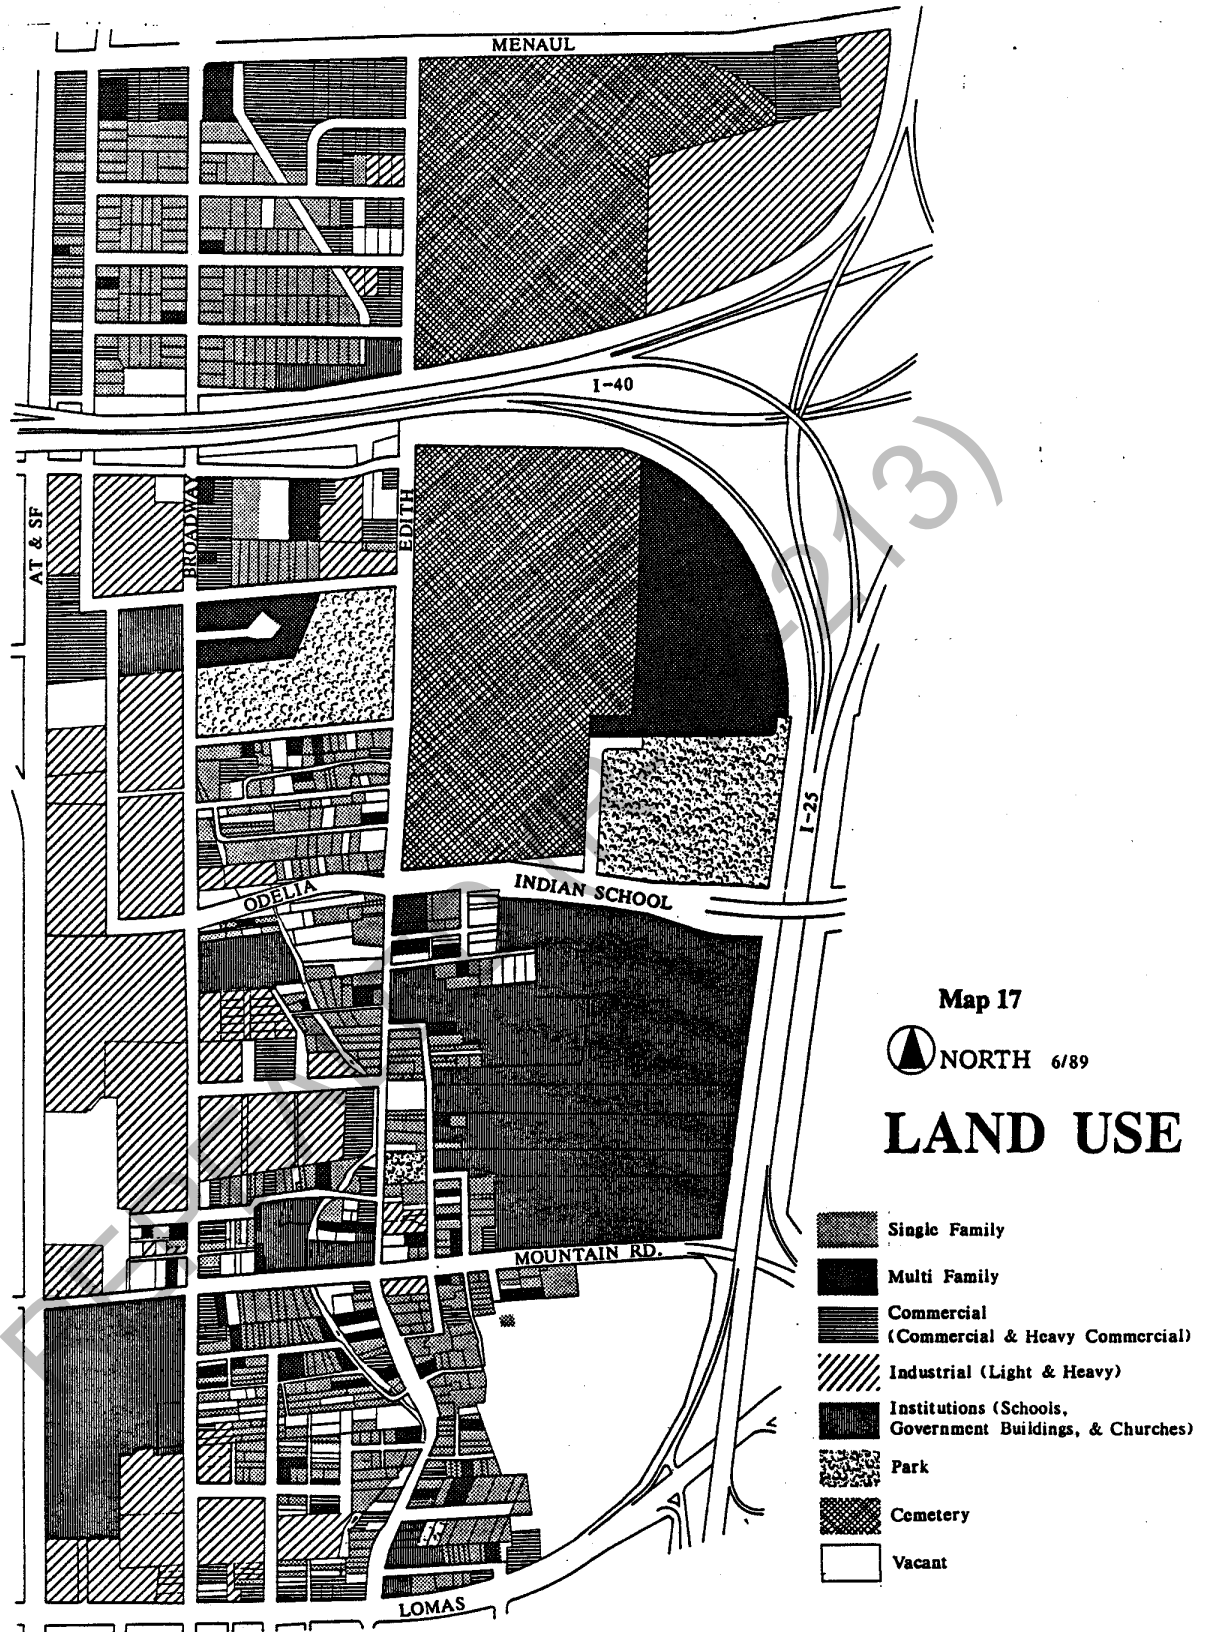 MENAUL
I-40
AT & SF
BROADWAY
EDITH
I-25
ODELIA
INDIAN SCHOOL
Map 17
NORTH 6/89
LAND USE
MOUNTAIN RD.
Single Family
Multi Family
Commercial
(Commercial & Heavy Commercial)
Industrial (Light & Heavy)
Institutions (Schools,
Government Buildings, & Churches)
Park
Cemetery
Vacant
LOMAS
213)